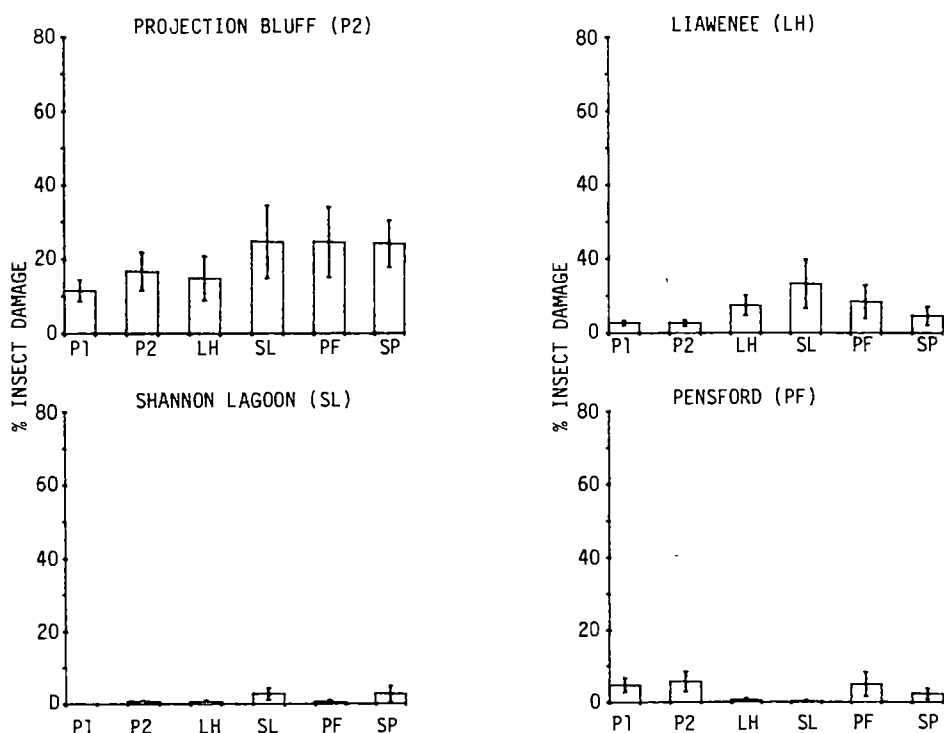 PROJECTION BLUFF (P2)
80
60
40
20
0
P1 P2 LH SL PF SP
LIAWENEE (LH)
80
60
40
20
0
P1 P2 LH SL PF SP
% INSECT DAMAGE
% INSECT DAMAGE
SHANNON LAGOON (SL)
80
60
40
20
0
P1 P2 LH SL PF SP
PENSFORD (PF)
80
60
40
20
0
P1 P2 LH SL PF SP